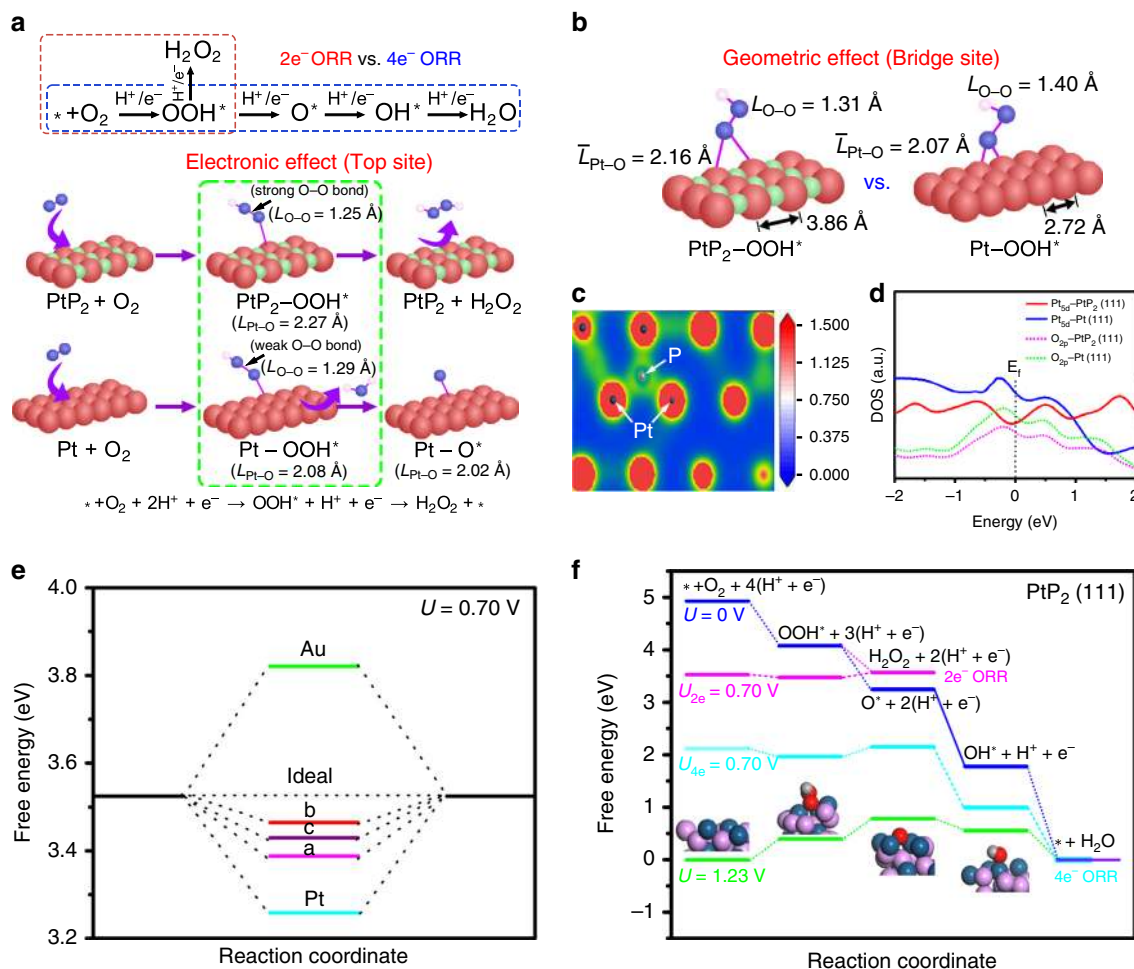 a
H₂O₂
2e⁻ ORR vs. 4e⁻ ORR
H⁺/e⁻
H⁺/e⁻ H⁺/e⁻ H⁺/e⁻ H⁺/e⁻
* +O₂ OOH* O* OH* H₂O
Electronic effect (Top site)
(strong O–O bond)
(L_O–O = 1.25 Å)
PtP₂ + O₂ PtP₂–OOH* PtP₂ + H₂O₂
(L_Pt–O = 2.27 Å)
(weak O–O bond)
(L_O–O = 1.29 Å)
Pt + O₂ Pt – OOH* Pt – O*
(L_Pt–O = 2.08 Å) (L_Pt–O = 2.02 Å)
* +O₂ + 2H⁺ + e⁻ → OOH* + H⁺ + e⁻ → H₂O₂ + *
b
Geometric effect (Bridge site)
L_O–O = 1.31 Å
L_O–O = 1.40 Å
L̄_Pt–O = 2.16 Å
L̄_Pt–O = 2.07 Å
vs.
3.86 Å
2.72 Å
PtP₂–OOH* Pt–OOH*
c
P
Pt
1.500
1.125
0.750
0.375
0.000
d
Pt₅d–PtP₂ (111)
Pt₅d–Pt (111)
O₂p–PtP₂ (111)
O₂p–Pt (111)
E_f
DOS (a.u.)
−2 −1 0 1 2
Energy (eV)
e
U = 0.70 V
4.0
3.8
3.6
3.4
3.2
Free energy (eV)
Au
Ideal
b
c
a
Pt
Reaction coordinate
f
PtP₂ (111)
5
4
3
2
1
0
−1
Free energy (eV)
* +O₂ + 4(H⁺ + e⁻)
U = 0 V
OOH* + 3(H⁺ + e⁻)
H₂O₂ + 2(H⁺ + e⁻)
U₂e = 0.70 V
2e⁻ ORR
O* + 2(H⁺ + e⁻)
OH* + H⁺ + e⁻
U₄e = 0.70 V
* + H₂O
U = 1.23 V
4e⁻ ORR
Reaction coordinate